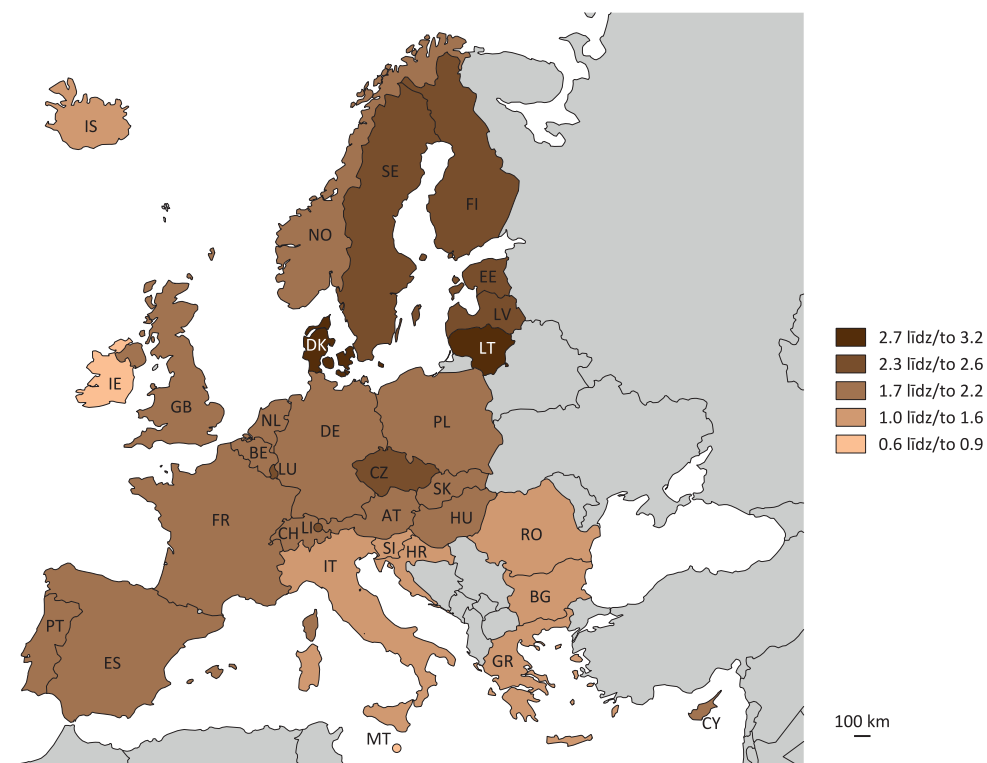 IS
SE
FI
NO
EE
LV
DK
LT
2.7 līdz/to 3.2
2.3 līdz/to 2.6
1.7 līdz/to 2.2
1.0 līdz/to 1.6
0.6 līdz/to 0.9
IE
GB
NL
DE
PL
BE
LU
CZ
SK
FR
AT
HU
CH
LI
RO
SI
HR
IT
BG
PT
ES
GR
CY
MT
100 km